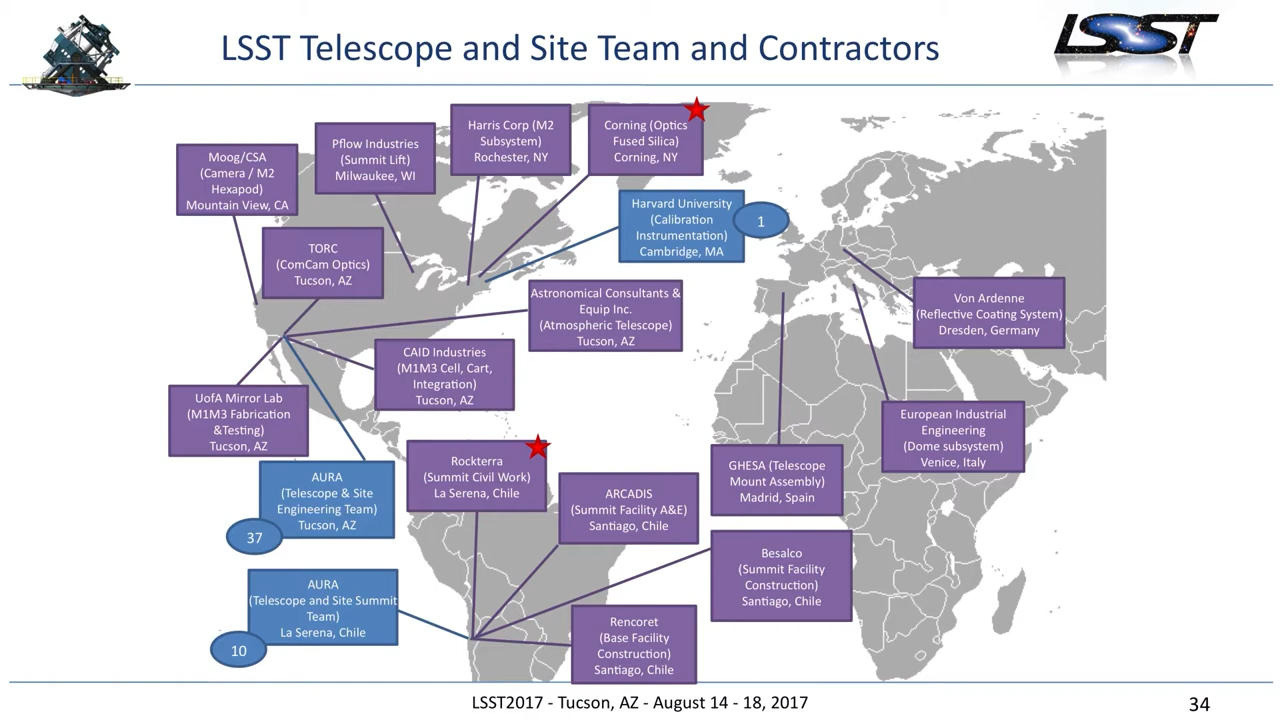 LSST Telescope and Site Team and Contractors
LSST
Moog/CSA
(Camera / M2
Hexapod)
Mountain View, CA
Pflow Industries
(Summit Lift)
Milwaukee, WI
Harris Corp (M2
Subsystem)
Rochester, NY
Corning (Optics
Fused Silica)
Corning, NY
Harvard University
(Calibration
Instrumentation)
Cambridge, MA
1
TORC
(ComCam Optics)
Tucson, AZ
Astronomical Consultants &
Equip Inc.
(Atmospheric Telescope)
Tucson, AZ
Von Ardenne
(Reflective Coating System)
Dresden, Germany
CAID Industries
(M1M3 Cell, Cart,
Integration)
Tucson, AZ
UofA Mirror Lab
(M1M3 Fabrication
&Testing)
Tucson, AZ
European Industrial
Engineering
(Dome subsystem)
Venice, Italy
AURA
(Telescope & Site
Engineering Team)
Tucson, AZ
37
Rockterra
(Summit Civil Work)
La Serena, Chile
ARCADIS
(Summit Facility A&E)
Santiago, Chile
GHESA (Telescope
Mount Assembly)
Madrid, Spain
Besalco
(Summit Facility
Construction)
Santiago, Chile
AURA
(Telescope and Site Summit
Team)
La Serena, Chile
10
Rencoret
(Base Facility
Construction)
Santiago, Chile
LSST2017 - Tucson, AZ - August 14 - 18, 2017
34